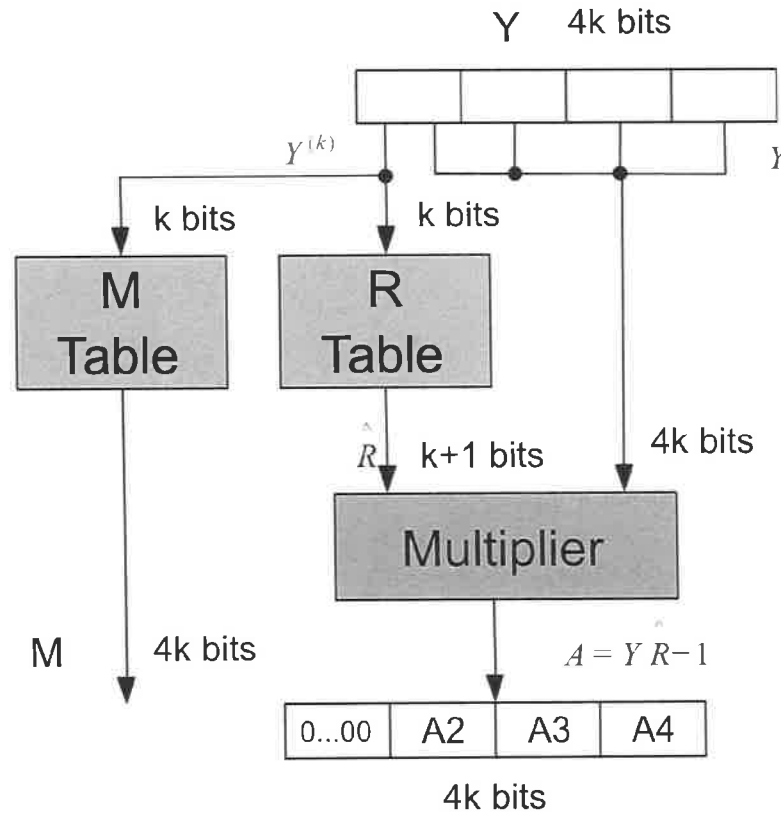 Y 4k bits
Y^(k)
Y
k bits
k bits
M Table
R Table
R̂
k+1 bits
4k bits
Multiplier
M
4k bits
A = Y R̂−1
0...00 A2 A3 A4
4k bits